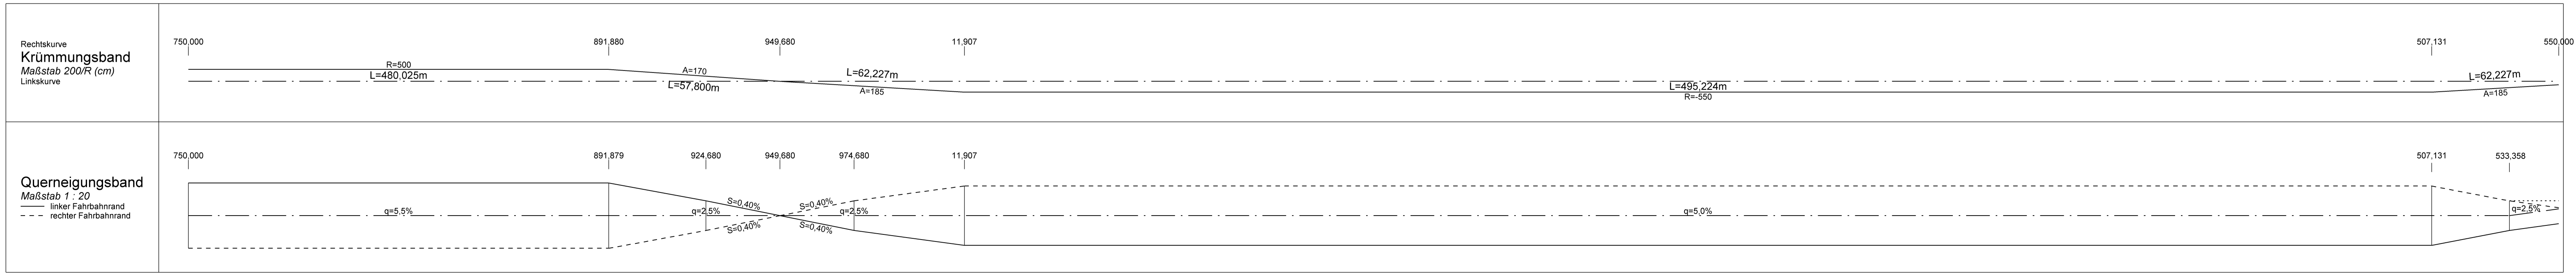 Rechtskurve
Krümmungsband
Maßstab 200/R (cm)
Linkskurve
750,000
891,880
949,680
11,907
507,131
550,000
R=500
L=480,025m
A=170
L=57,800m
L=62,227m
A=185
L=495,224m
R=-550
L=62,227m
A=185
Querneigungsband
Maßstab 1 : 20
linker Fahrbahnrand
rechter Fahrbahnrand
750,000
891,879
924,680
949,680
974,680
11,907
507,131
533,358
q=5,5%
q=2,5%
S=0,40%
S=0,40%
S=0,40%
S=0,40%
q=2,5%
q=5,0%
q=2,5%